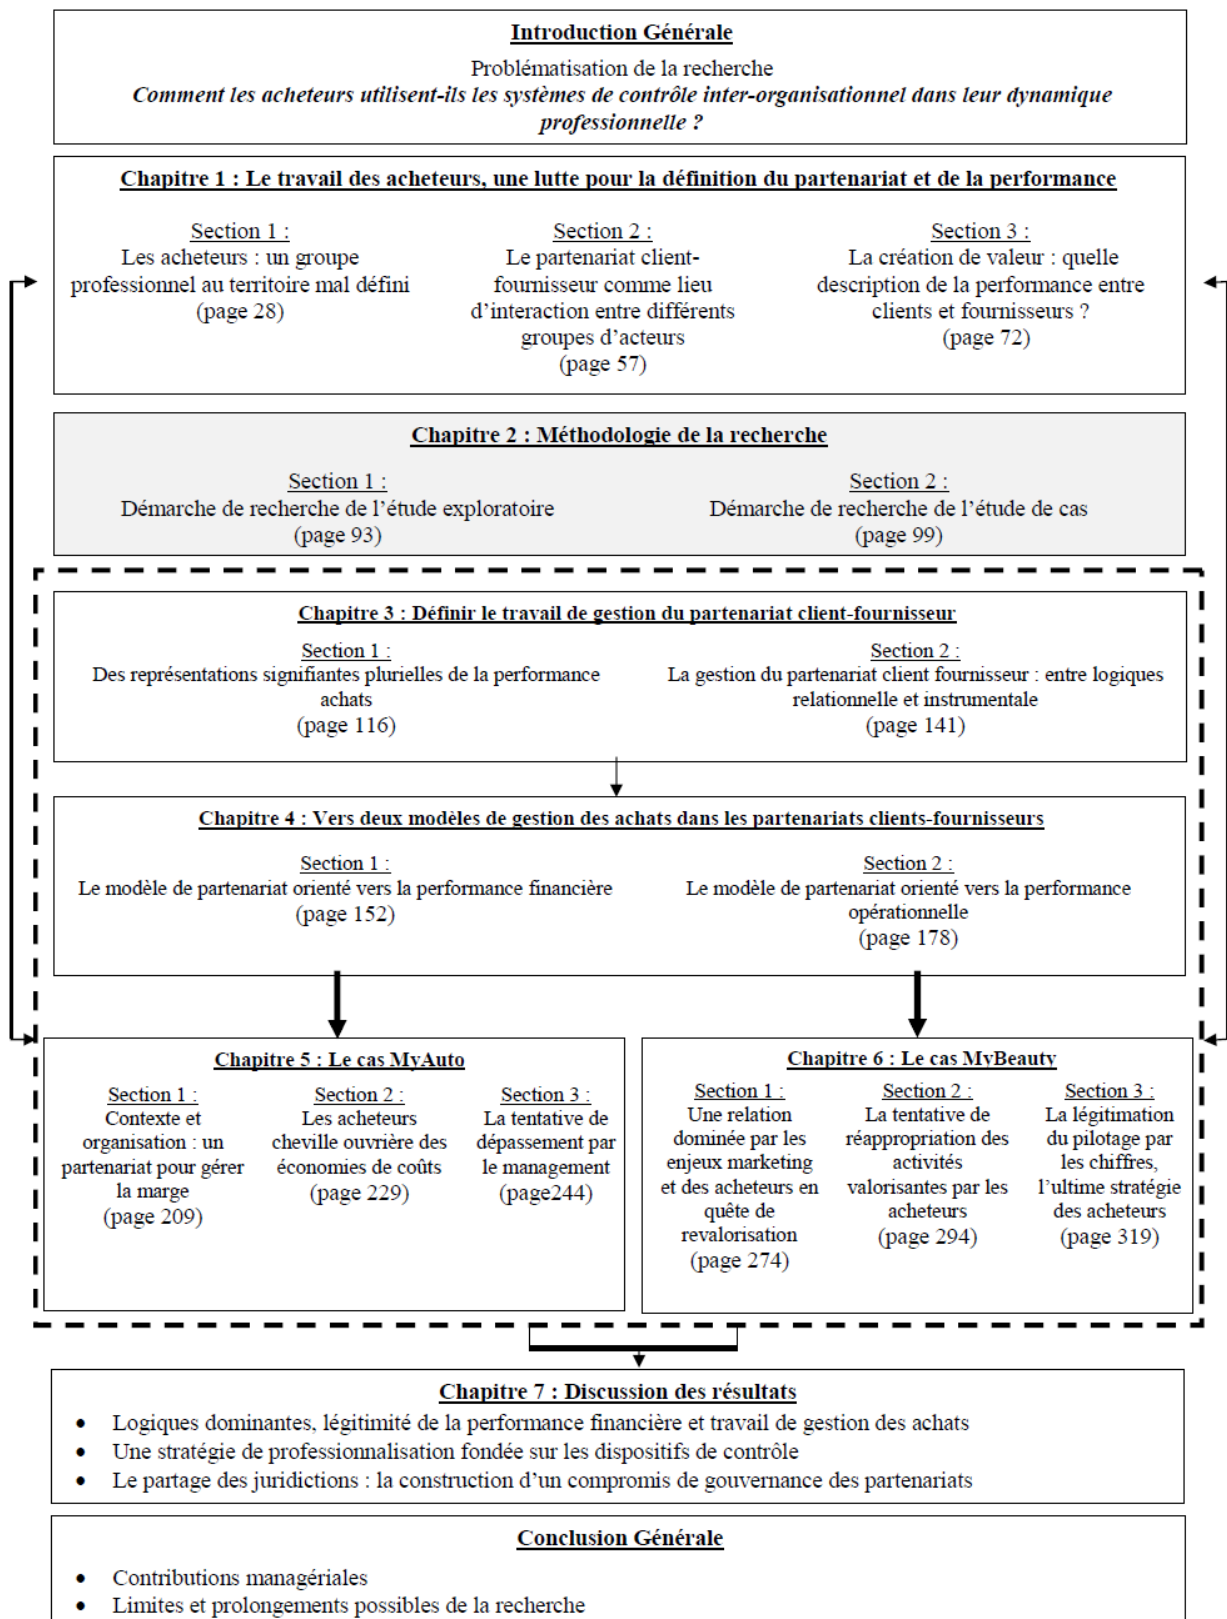 Introduction Générale
Problématisation de la recherche
Comment les acheteurs utilisent-ils les systèmes de contrôle inter-organisationnel dans leur dynamique
professionnelle ?
Chapitre 1 : Le travail des acheteurs, une lutte pour la définition du partenariat et de la performance
Section 1 :
Les acheteurs : un groupe
professionnel au territoire mal défini
(page 28)
Section 2 :
Le partenariat client-
fournisseur comme lieu
d’interaction entre différents
groupes d’acteurs
(page 57)
Section 3 :
La création de valeur : quelle
description de la performance entre
clients et fournisseurs ?
(page 72)
Chapitre 2 : Méthodologie de la recherche
Section 1 :
Démarche de recherche de l’étude exploratoire
(page 93)
Section 2 :
Démarche de recherche de l’étude de cas
(page 99)
Chapitre 3 : Définir le travail de gestion du partenariat client-fournisseur
Section 1 :
Des représentations signifiantes plurielles de la performance
achats
(page 116)
Section 2 :
La gestion du partenariat client fournisseur : entre logiques
relationnelle et instrumentale
(page 141)
Chapitre 4 : Vers deux modèles de gestion des achats dans les partenariats clients-fournisseurs
Section 1 :
Le modèle de partenariat orienté vers la performance financière
(page 152)
Section 2 :
Le modèle de partenariat orienté vers la performance
opérationnelle
(page 178)
Chapitre 5 : Le cas MyAuto
Section 1 :
Contexte et
organisation : un
partenariat pour gérer
la marge
(page 209)
Section 2 :
Les acheteurs
cheville ouvrière des
économies de coûts
(page 229)
Section 3 :
La tentative de
dépassement par
le management
(page244)
Chapitre 6 : Le cas MyBeauty
Section 1 :
Une relation
dominée par les
enjeux marketing
et des acheteurs en
quête de
revalorisation
(page 274)
Section 2 :
La tentative de
réappropriation des
activités
valorisantes par les
acheteurs
(page 294)
Section 3 :
La légitimation
du pilotage par
les chiffres,
l’ultime stratégie
des acheteurs
(page 319)
Chapitre 7 : Discussion des résultats
• Logiques dominantes, légitimité de la performance financière et travail de gestion des achats
• Une stratégie de professionnalisation fondée sur les dispositifs de contrôle
• Le partage des juridictions : la construction d’un compromis de gouvernance des partenariats
Conclusion Générale
• Contributions managériales
• Limites et prolongements possibles de la recherche